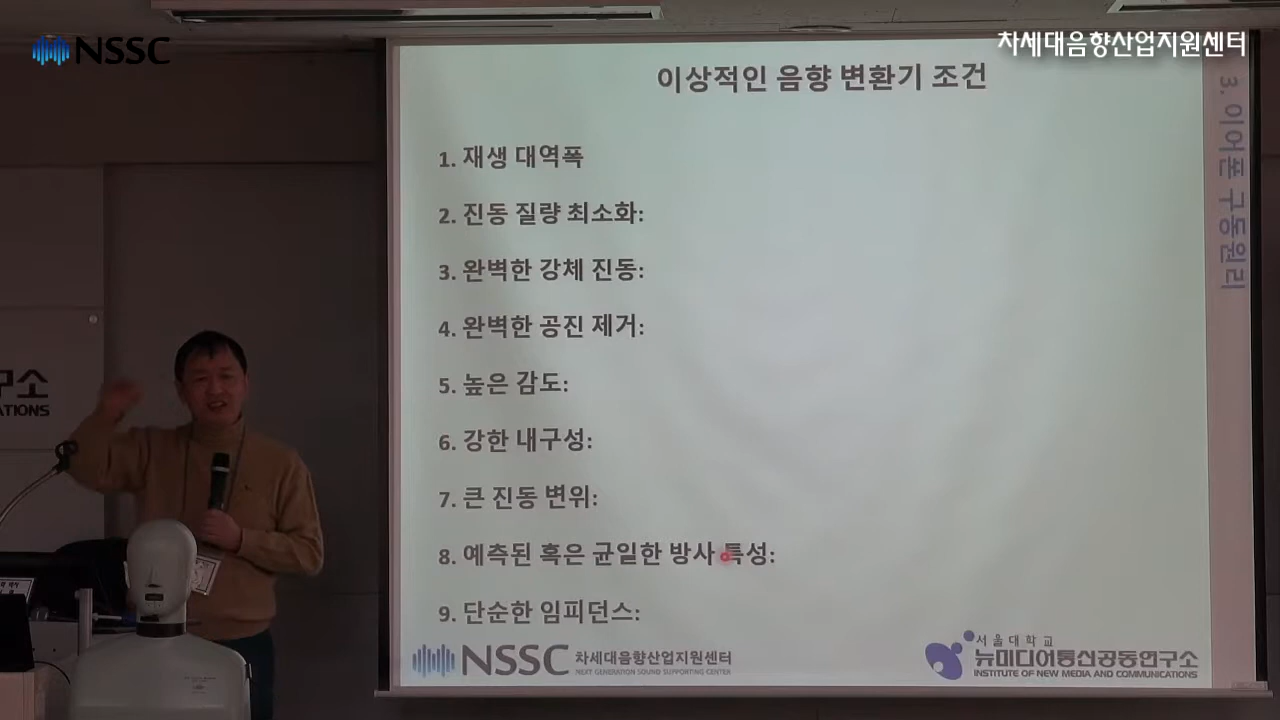 NSSC
차세대음향산업지원센터
이상적인 음향 변환기 조건
3. 이어폰 구동원리
1. 재생 대역폭
2. 진동 질량 최소화:
3. 완벽한 강체 진동:
4. 완벽한 공진 제거:
5. 높은 감도:
6. 강한 내구성:
7. 큰 진동 변위:
8. 예측된 혹은 균일한 방사 특성:
9. 단순한 임피던스:
구소
ATIONS
NSSC 차세대음향산업지원센터
NEXT GENERATION SOUND SUPPORTING CENTER
서울대학교
뉴미디어통신공동연구소
INSTITUTE OF NEW MEDIA AND COMMUNICATIONS